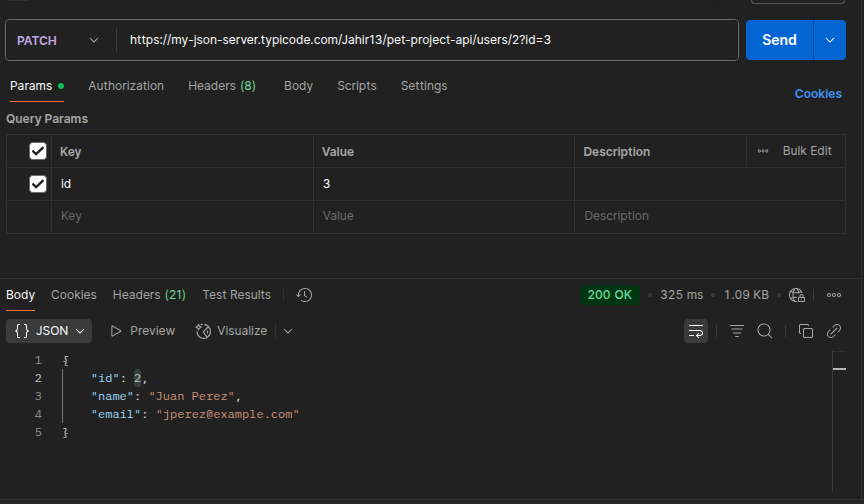 PATCH https://my-json-server.typicode.com/Jahir13/pet-project-api/users/2?id=3 Send
Params Authorization Headers (8) Body Scripts Settings Cookies
Query Params
Key Value Description Bulk Edit
id 3
Key Value Description
Body Cookies Headers (21) Test Results 200 OK 325 ms 1.09 KB
{} JSON Preview Visualize
1 {
2 "id": 2,
3 "name": "Juan Perez",
4 "email": "jperez@example.com"
5 }